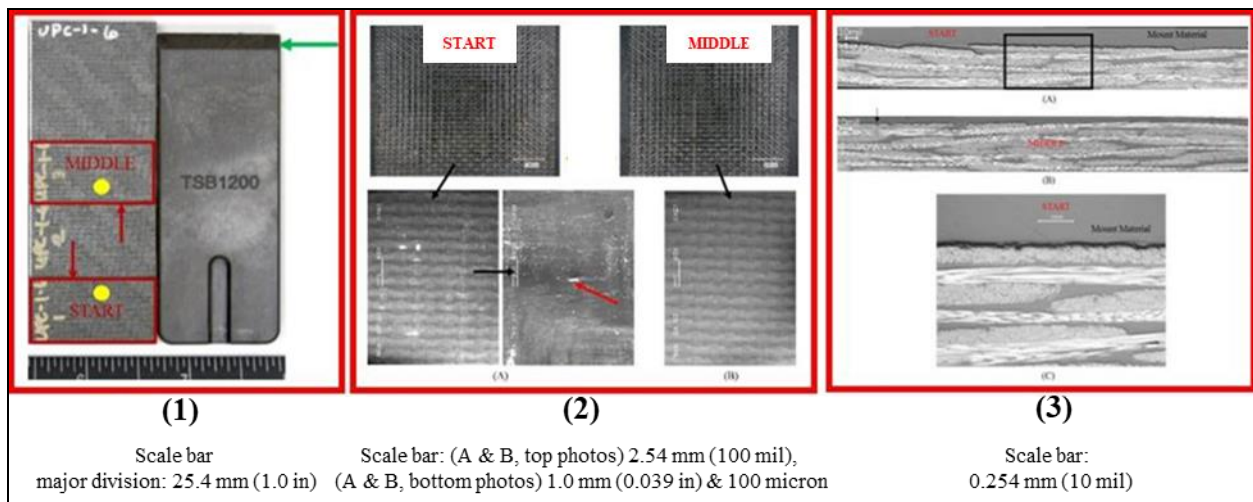 UPC-1-6
MIDDLE
TSB1200
START
START
MIDDLE
(A)
(B)
START
Mount Material
(A)
MIDDLE
(B)
START
Mount Material
(C)
(1)
(2)
(3)
Scale bar
major division: 25.4 mm (1.0 in)
Scale bar: (A & B, top photos) 2.54 mm (100 mil),
(A & B, bottom photos) 1.0 mm (0.039 in) & 100 micron
Scale bar:
0.254 mm (10 mil)